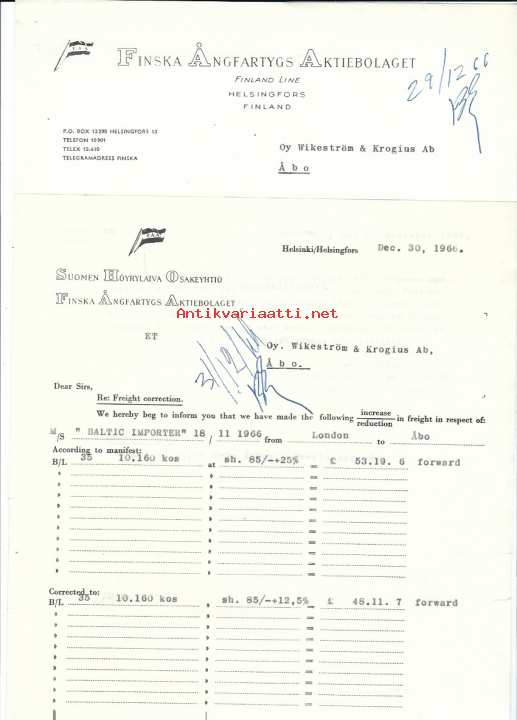 F.Å.A.
FINSKA ÅNGFARTYGS AKTIEBOLAGET
FINLAND LINE
HELSINGFORS
FINLAND
29/12 66
P.O. BOX 13290 HELSINGFORS 13
TELEFON 10901
TELEX 12-410
TELEGRAMADRESS FINSKA
Oy Wikeström & Krogius Ab
Åbo
F.Å.A.
Helsinki/Helsingfors Dec. 30, 1966.
SUOMEN HÖYRYLAIVA OSAKEYHTIÖ
FINSKA ÅNGFARTYGS AKTIEBOLAGET
Antikvariaatti.net
ET
Oy. Wikeström & Krogius Ab,
Åbo.
Dear Sirs,
Re: Freight correction.
We hereby beg to inform you that we have made the following increase/reduction in freight in respect of:
M/S " BALTIC IMPORTER" 18 / 11 1966 from London to Åbo
According to manifest:
B/L 35 10.160 kos at sh. 85/-+25% = £ 53.19. 6 forward
Corrected to:
B/L 35 10.160 kos " sh. 85/-+12,5% = £ 48.11. 7 forward